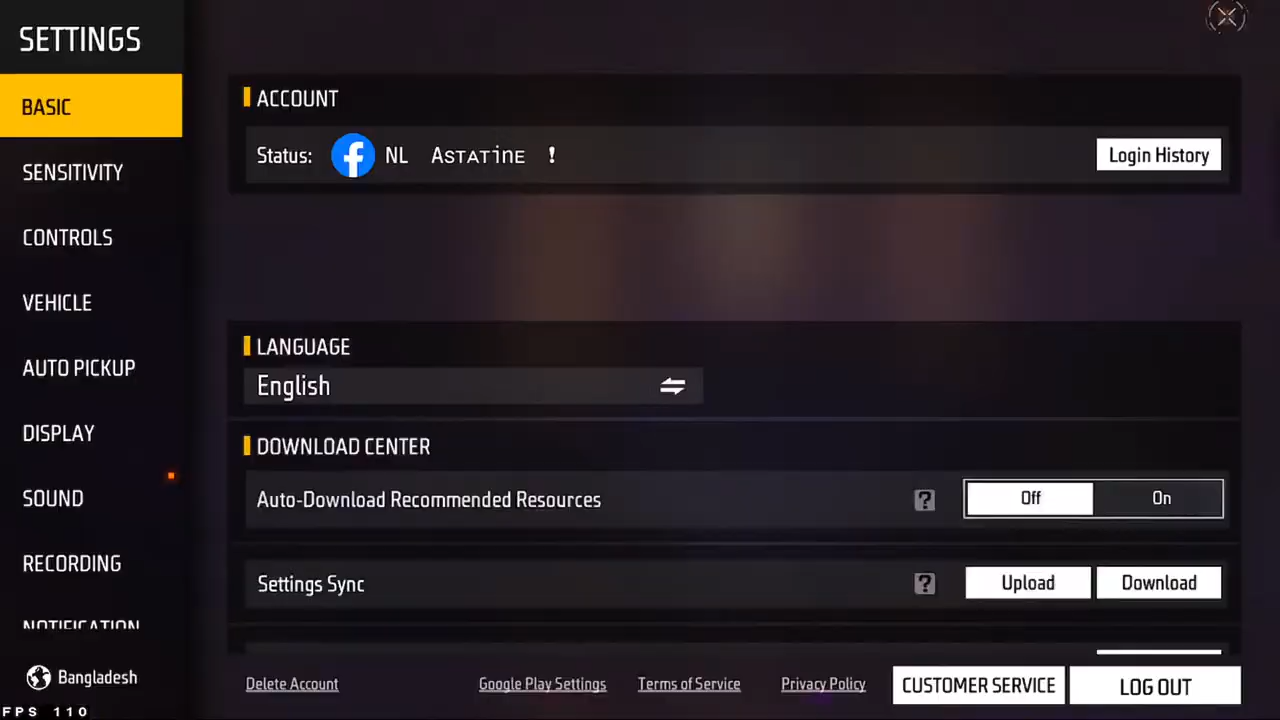 SETTINGS
BASIC
SENSITIVITY
CONTROLS
VEHICLE
AUTO PICKUP
DISPLAY
SOUND
RECORDING
NOTIFICATION
Bangladesh
FPS 110
ACCOUNT
Status: NL Astatine ! Login History
LANGUAGE
English
DOWNLOAD CENTER
Auto-Download Recommended Resources ? Off On
Settings Sync ? Upload Download
Delete Account Google Play Settings Terms of Service Privacy Policy CUSTOMER SERVICE LOG OUT